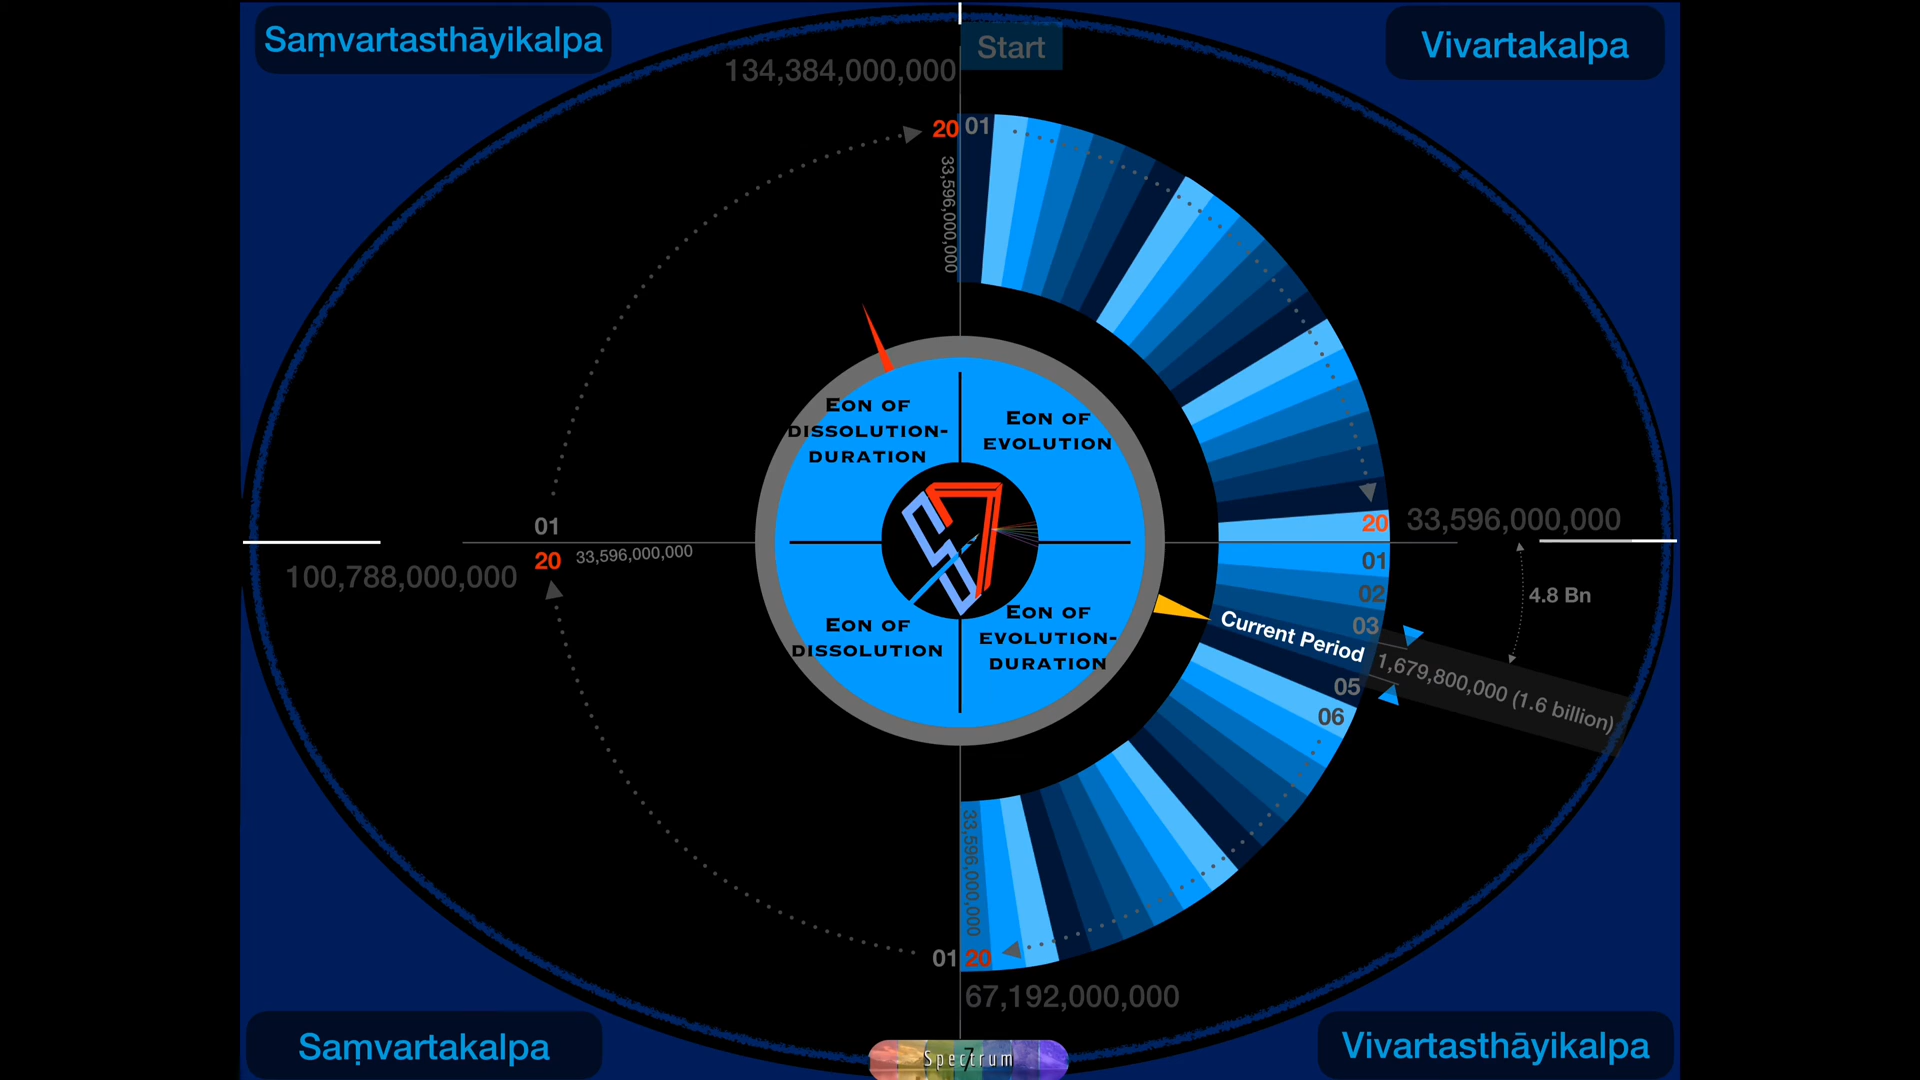 Saṃvartasthāyikalpa
Vivartakalpa
Start
134,384,000,000
20
01
33,596,000,000
Eon of
dissolution-
duration
Eon of
evolution
01
20
33,596,000,000
100,788,000,000
20
33,596,000,000
01
02
03
4.8 Bn
Current Period
1,679,800,000 (1.6 billion)
05
06
Eon of
dissolution
Eon of
evolution-
duration
33,596,000,000
01
20
67,192,000,000
Saṃvartakalpa
Spectrum
7
Vivartasthāyikalpa